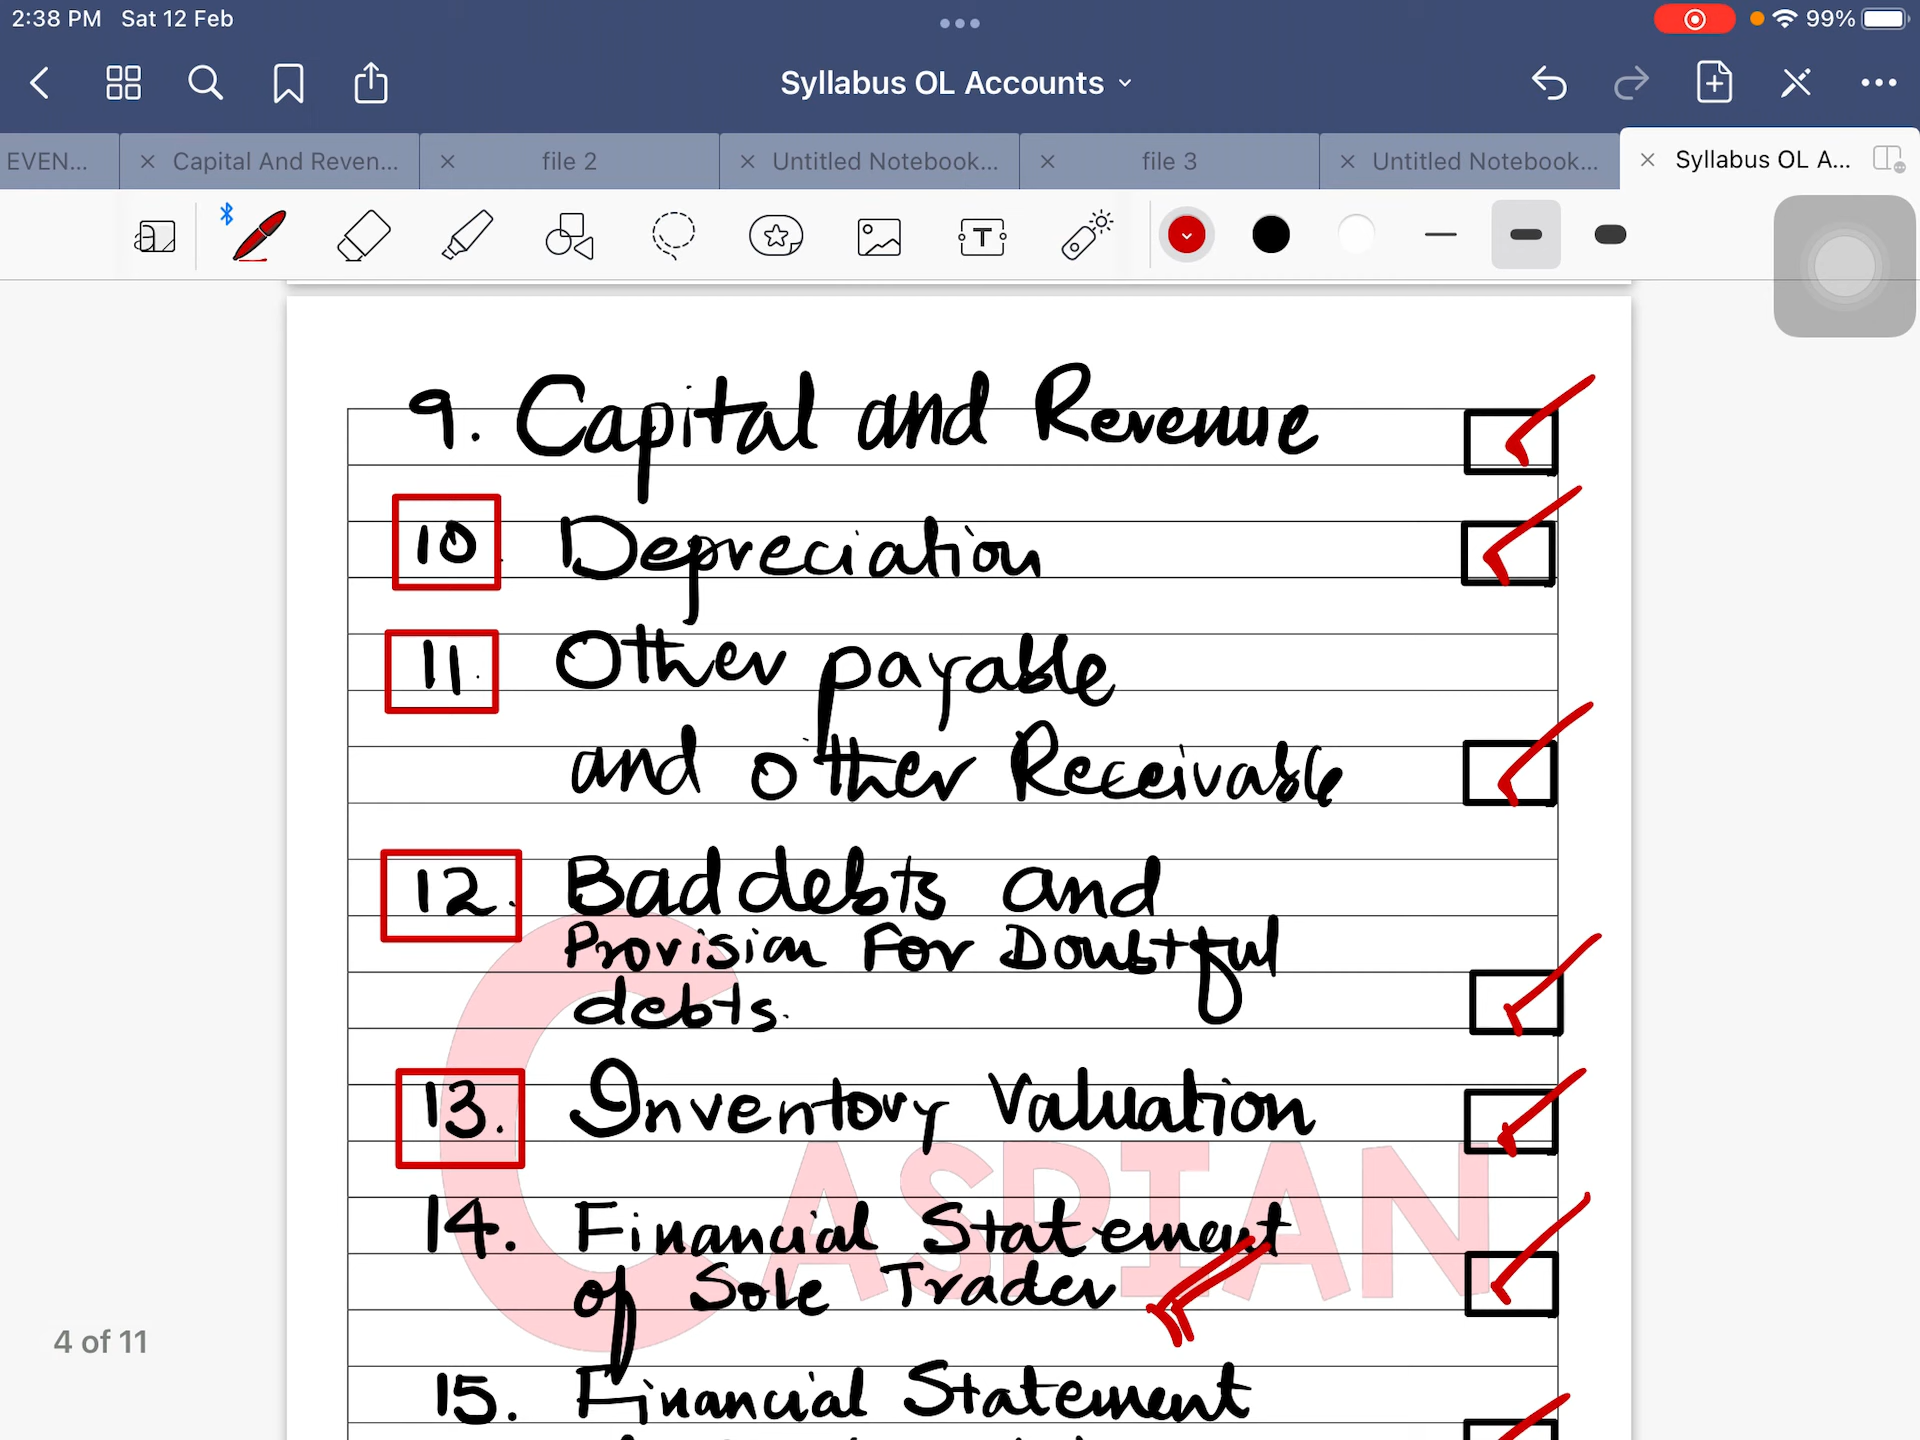 2:38 PM Sat 12 Feb
99%
Syllabus OL Accounts
EVEN...
Capital And Reven...
file 2
Untitled Notebook...
file 3
Untitled Notebook...
Syllabus OL A...
9. Capital and Revenue
10. Depreciation
11. Other payable
and other Receivable
12. Bad debts and
Provision For Doubtful
debts.
13. Inventory Valuation
CASPIAN
14. Financial Statement
of Sole Trader
15. Financial Statement
4 of 11